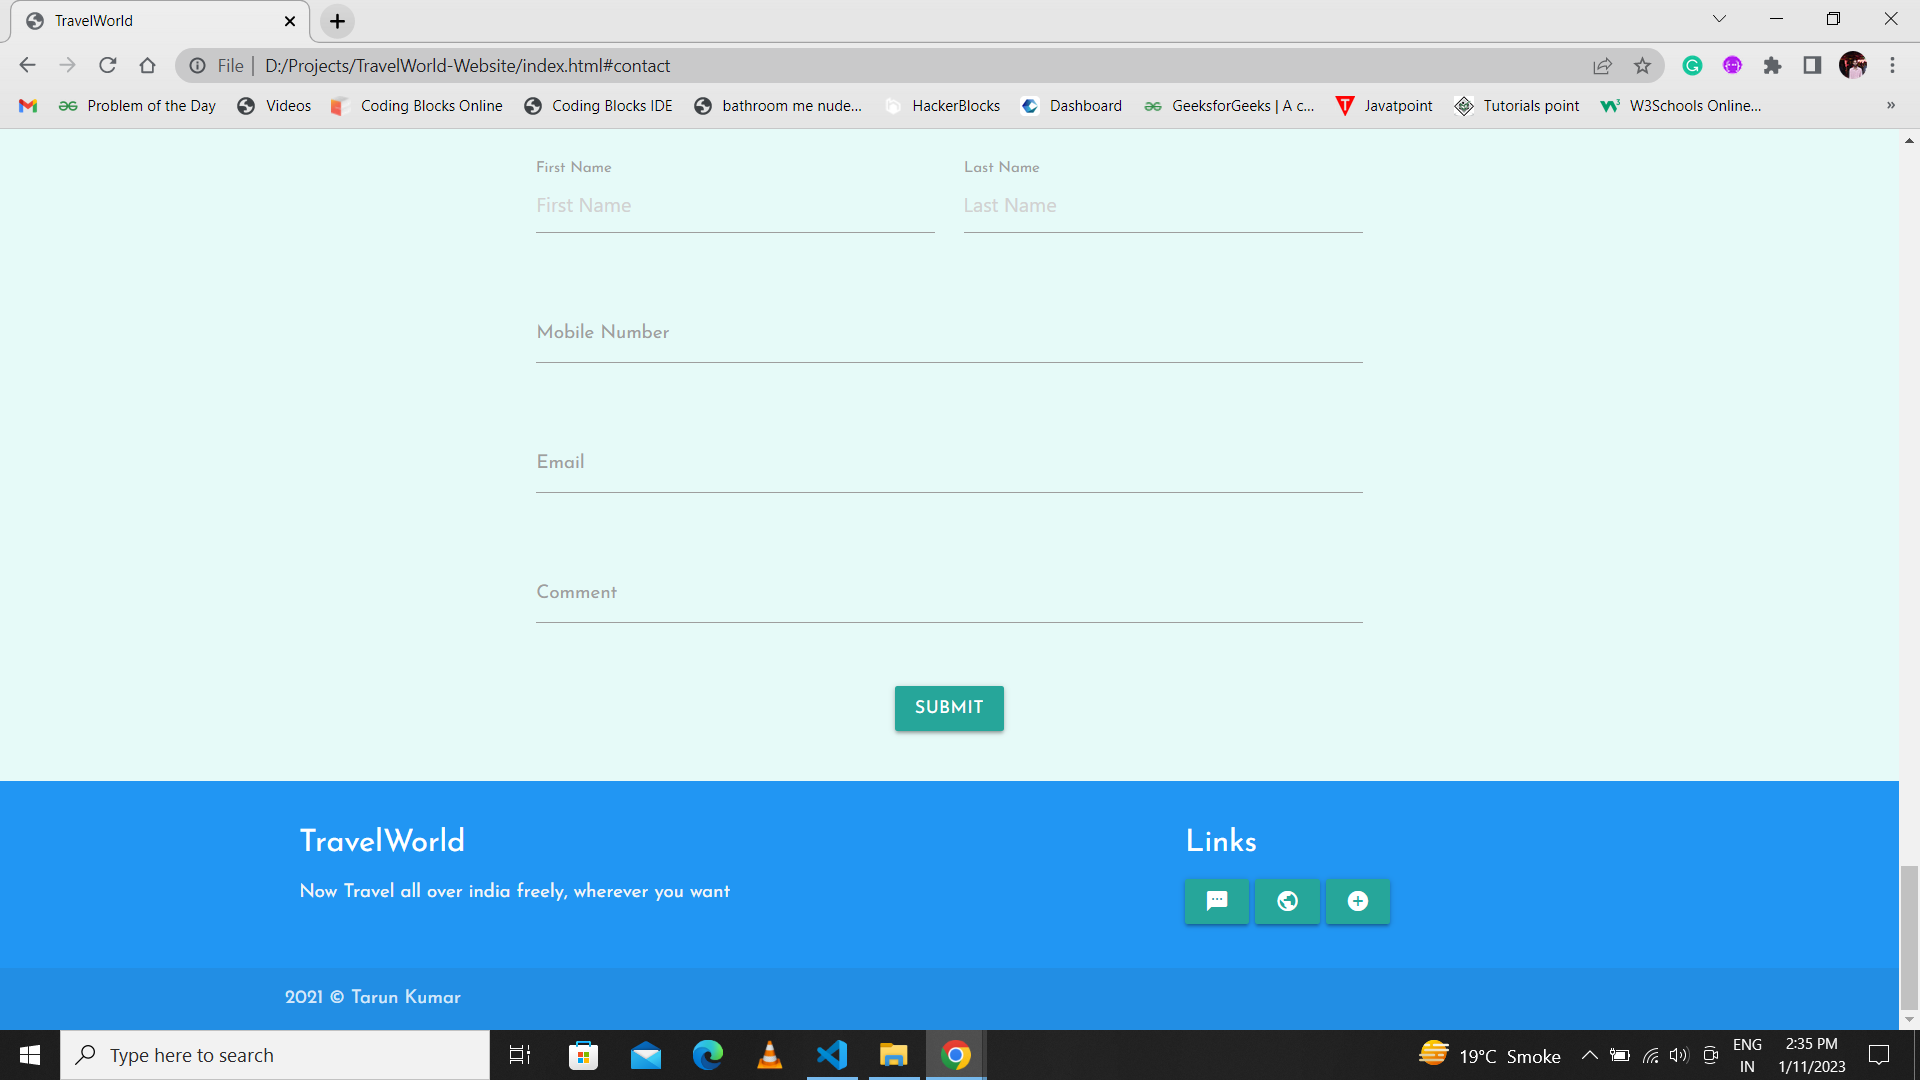 TravelWorld
File | D:/Projects/TravelWorld-Website/index.html#contact
Problem of the Day Videos Coding Blocks Online Coding Blocks IDE bathroom me nude... HackerBlocks Dashboard GeeksforGeeks | A c... Javatpoint Tutorials point W3Schools Online... »
First Name Last Name
First Name Last Name
Mobile Number
Email
Comment
SUBMIT
TravelWorld Links
Now Travel all over india freely, wherever you want
2021 © Tarun Kumar
Type here to search 19°C Smoke ENG IN 2:35 PM 1/11/2023